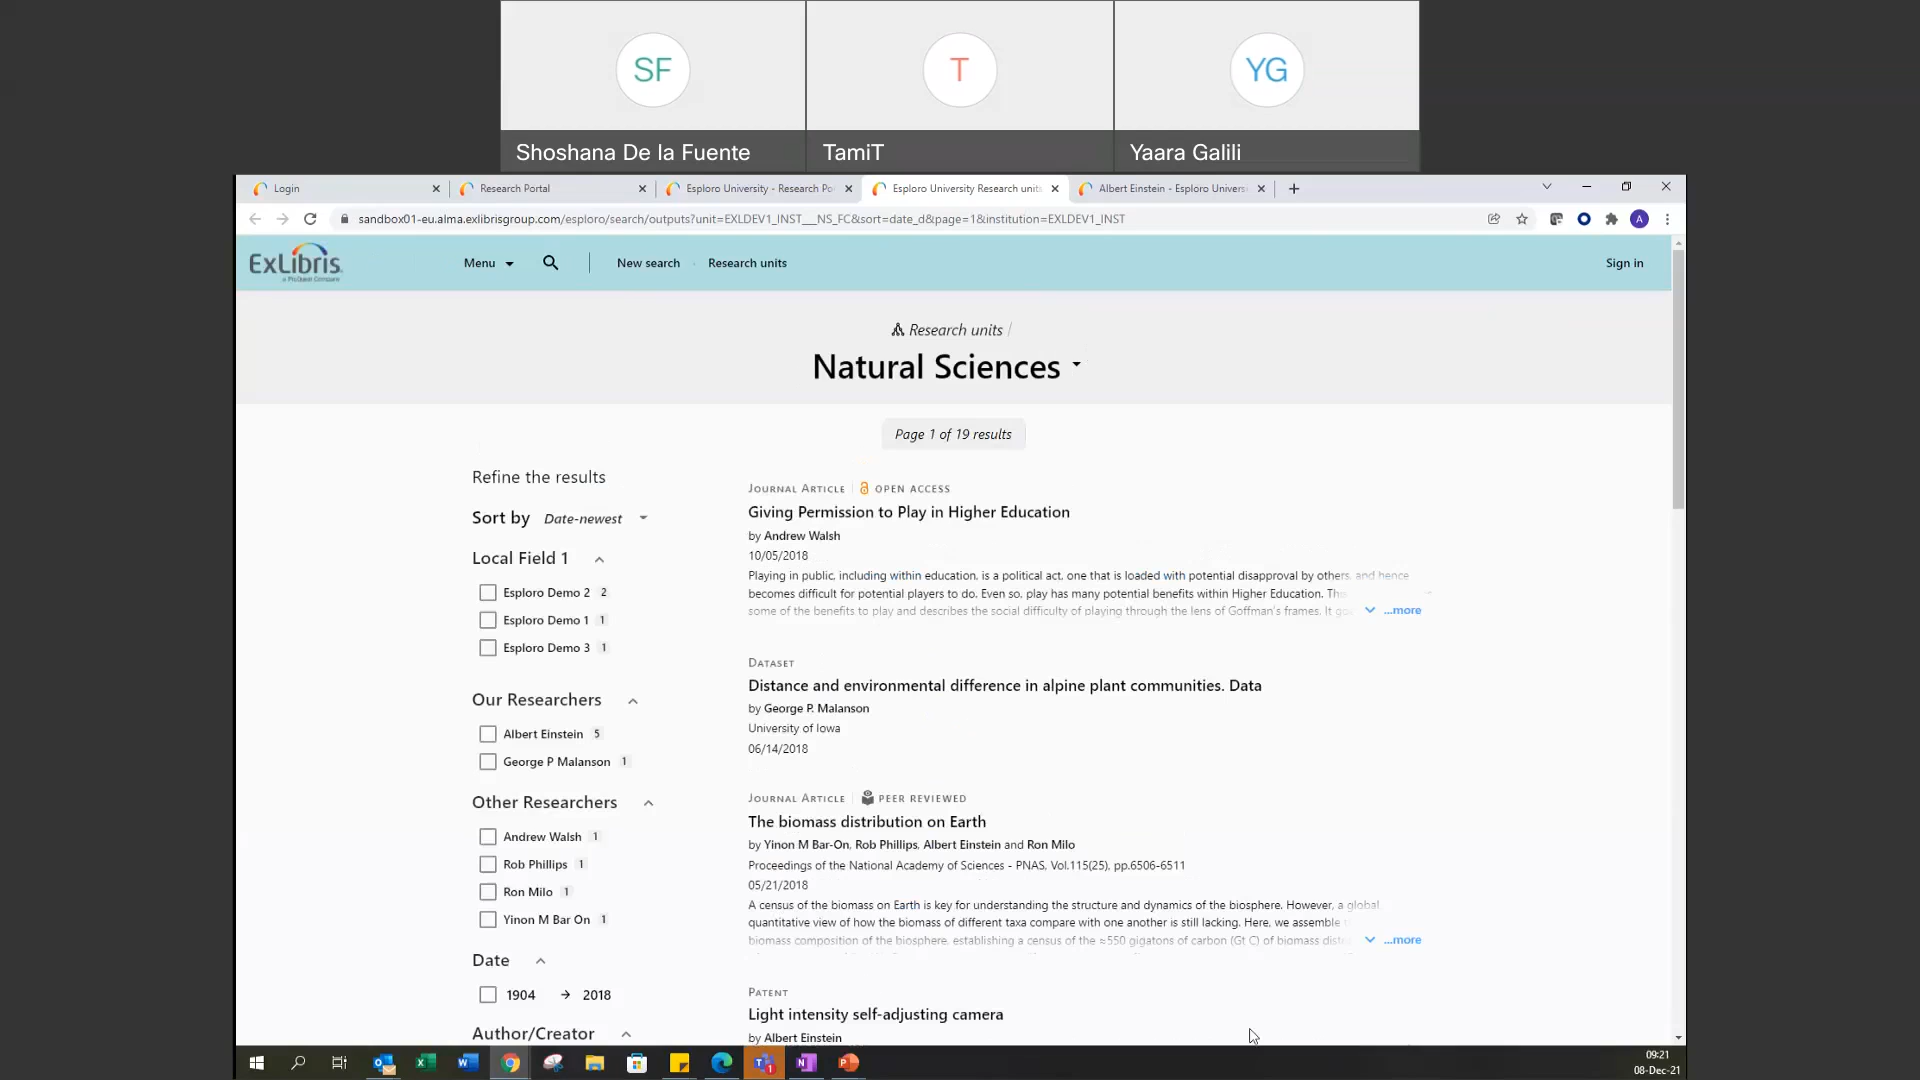 SF
T
YG
Shoshana De la Fuente
TamiT
Yaara Galili
Login
Research Portal
Esploro University - Research Po
Esploro University Research units
Albert Einstein - Esploro Univers
sandbox01-eu.alma.exlibrisgroup.com/esploro/search/outputs?unit=EXLDEV1_INST___NS_FC&sort=date_d&page=1&institution=EXLDEV1_INST
A
ExLibris
a ProQuest Company
Menu
New search
Research units
Sign in
Research units /
Natural Sciences
Page 1 of 19 results
Refine the results
Sort by Date-newest
Local Field 1
Esploro Demo 2 2
Esploro Demo 1 1
Esploro Demo 3 1
Our Researchers
Albert Einstein 5
George P Malanson 1
Other Researchers
Andrew Walsh 1
Rob Phillips 1
Ron Milo 1
Yinon M Bar On 1
Date
1904 → 2018
Author/Creator
JOURNAL ARTICLE OPEN ACCESS
Giving Permission to Play in Higher Education
by Andrew Walsh
10/05/2018
Playing in public, including within education, is a political act, one that is loaded with potential disapproval by others, and hence
becomes difficult for potential players to do. Even so, play has many potential benefits within Higher Education. Th
some of the benefits to play and describes the social difficulty of playing through the lens of Goffman's frames. It
...more
DATASET
Distance and environmental difference in alpine plant communities. Data
by George P. Malanson
University of Iowa
06/14/2018
JOURNAL ARTICLE PEER REVIEWED
The biomass distribution on Earth
by Yinon M Bar-On, Rob Phillips, Albert Einstein and Ron Milo
Proceedings of the National Academy of Sciences - PNAS, Vol.115(25), pp.6506-6511
05/21/2018
A census of the biomass on Earth is key for understanding the structure and dynamics of the biosphere. However, a global,
quantitative view of how the biomass of different taxa compare with one another is still lacking. Here, we assemble
biomass composition of the biosphere, establishing a census of the ≈550 gigatons of carbon (Gt C) of biomass
...more
PATENT
Light intensity self-adjusting camera
by Albert Einstein
09:21
08-Dec-21